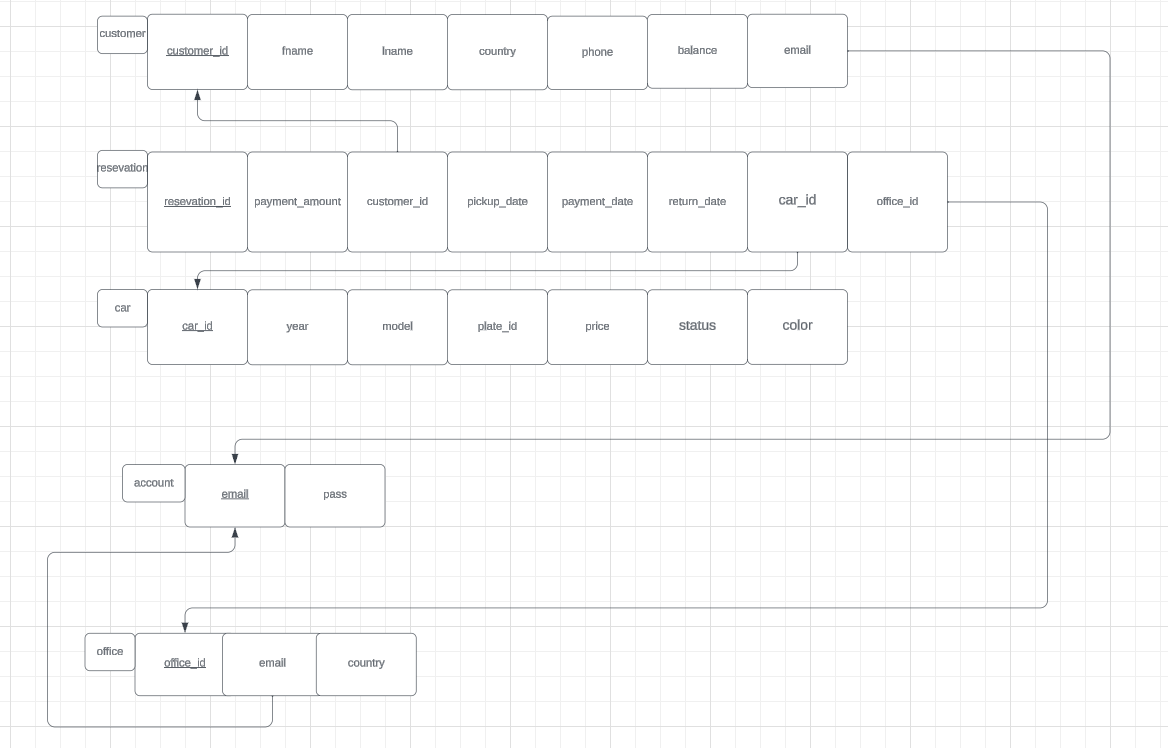 customer
customer_id
fname
lname
country
phone
balance
email
resevation
resevation_id
payment_amount
customer_id
pickup_date
payment_date
return_date
car_id
office_id
car
car_id
year
model
plate_id
price
status
color
account
email
pass
office
office_id
email
country